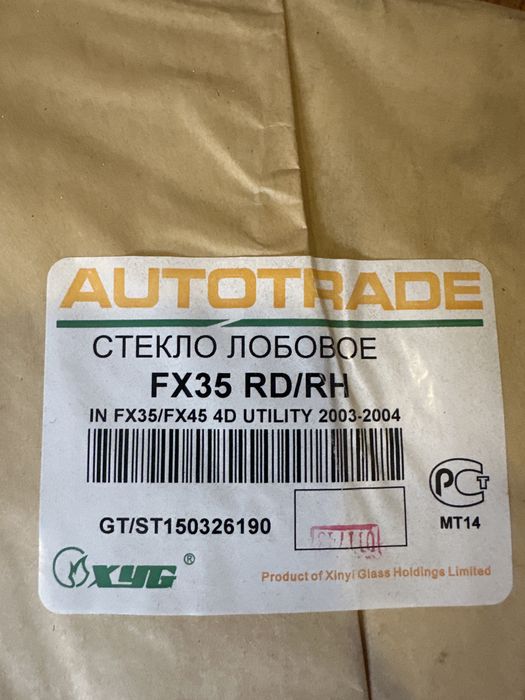 AUTOTRADE
СТЕКЛО ЛОБОВОЕ
FX35 RD/RH
IN FX35/FX45 4D UTILITY 2003-2004
GT/ST150326190
РСТ
MT14
XYG ®
Product of Xinyi Glass Holdings Limited